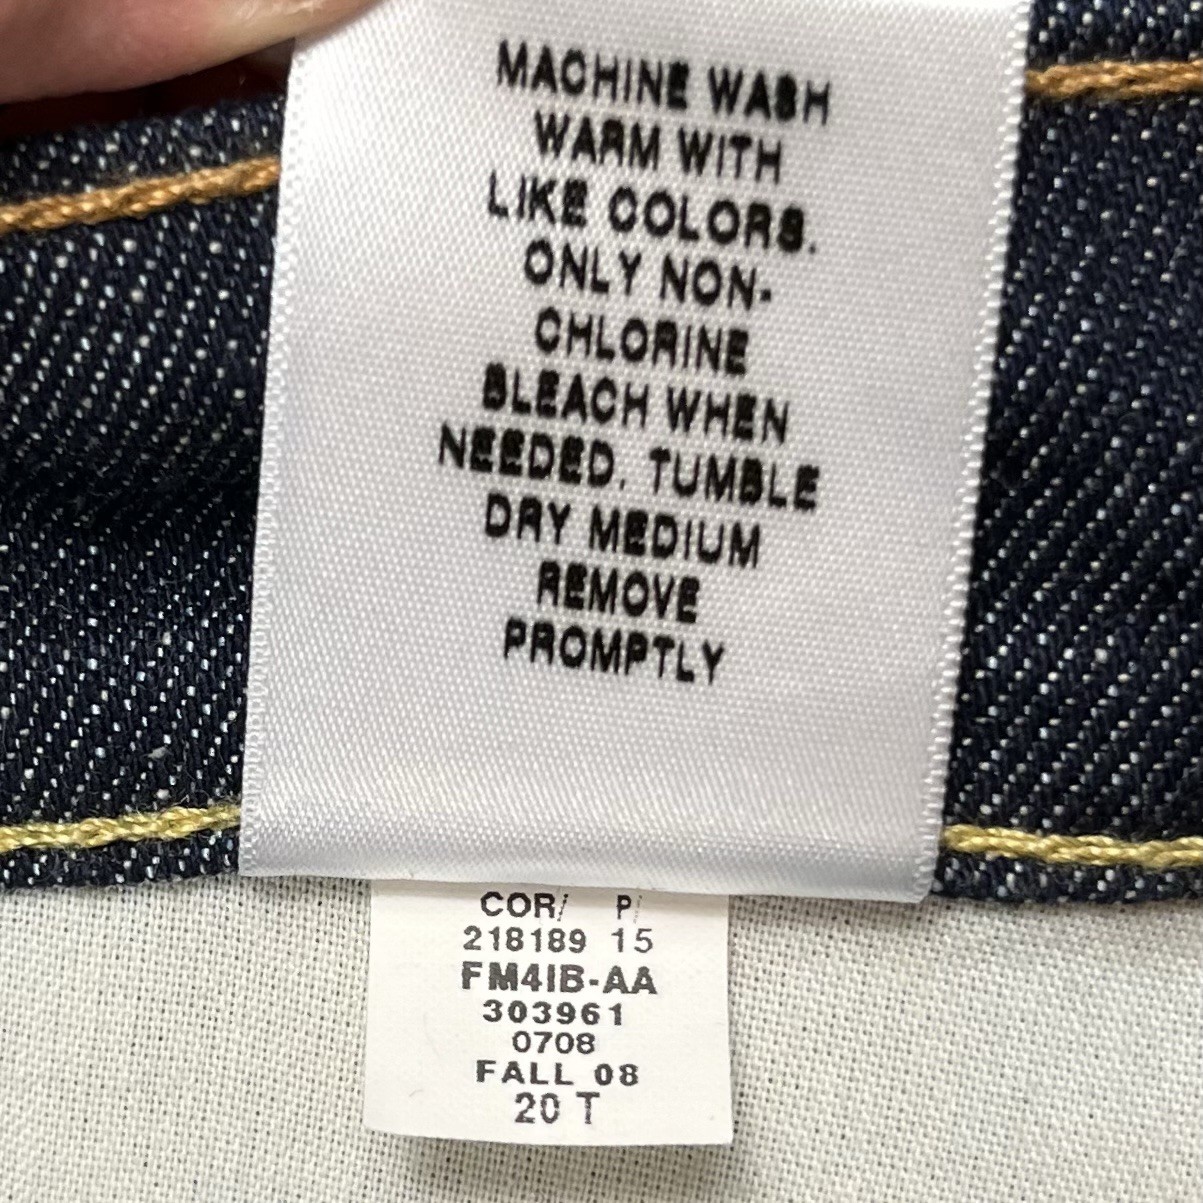 MACHINE WASH
WARM WITH
LIKE COLORS.
ONLY NON-
CHLORINE
BLEACH WHEN
NEEDED. TUMBLE
DRY MEDIUM
REMOVE
PROMPTLY
COR/ P/
218189 15
FM4IB-AA
303961
0708
FALL 08
20 T